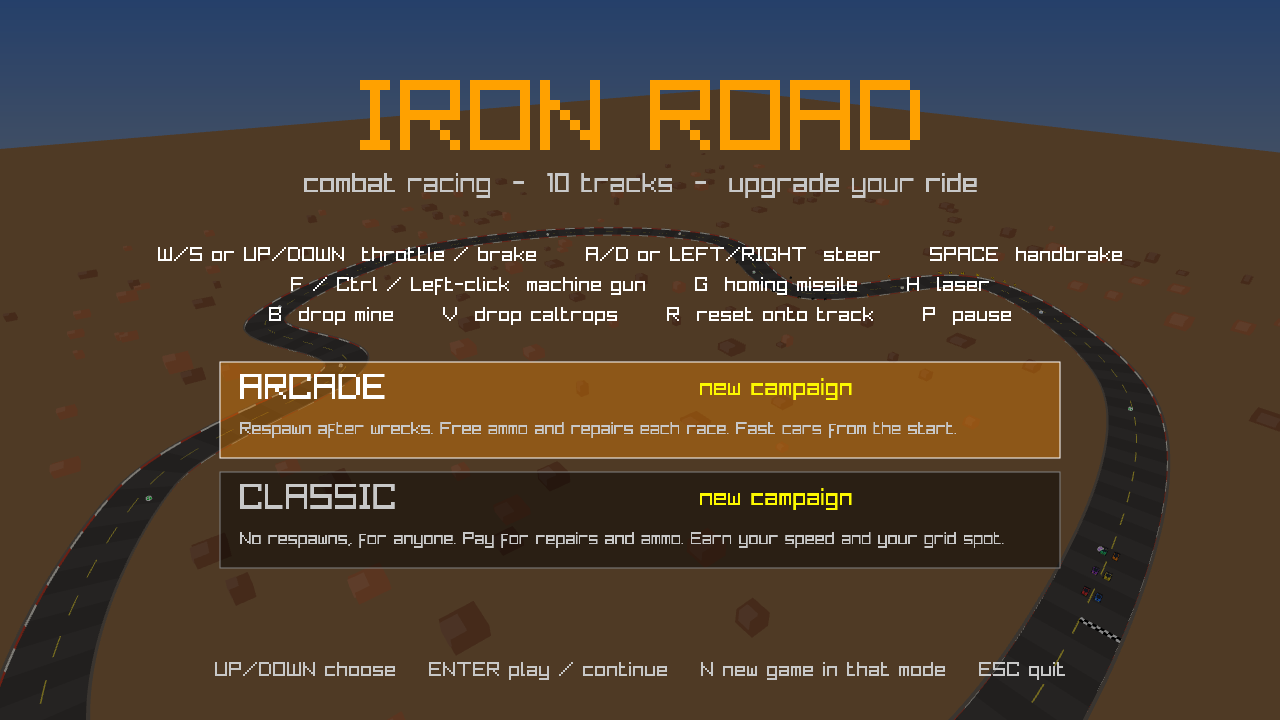 IRON ROAD
combat racing - 10 tracks - upgrade your ride
W/S or UP/DOWN throttle / brake A/D or LEFT/RIGHT steer SPACE handbrake
F / Ctrl / Left-click machine gun G homing missile H laser
B drop mine V drop caltrops R reset onto track P pause
ARCADE new campaign
Respawn after wrecks. Free ammo and repairs each race. Fast cars from the start.
CLASSIC new campaign
No respawns, for anyone. Pay for repairs and ammo. Earn your speed and your grid spot.
UP/DOWN choose ENTER play / continue N new game in that mode ESC quit